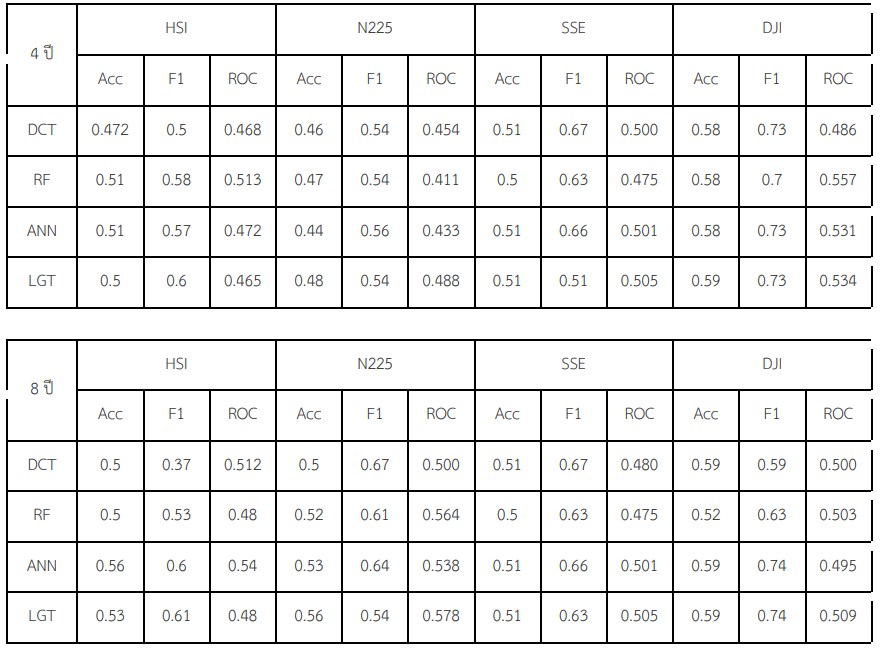 4 ปี HSI N225 SSE DJI
Acc F1 ROC Acc F1 ROC Acc F1 ROC Acc F1 ROC
DCT 0.472 0.5 0.468 0.46 0.54 0.454 0.51 0.67 0.500 0.58 0.73 0.486
RF 0.51 0.58 0.513 0.47 0.54 0.411 0.5 0.63 0.475 0.58 0.7 0.557
ANN 0.51 0.57 0.472 0.44 0.56 0.433 0.51 0.66 0.501 0.58 0.73 0.531
LGT 0.5 0.6 0.465 0.48 0.54 0.488 0.51 0.51 0.505 0.59 0.73 0.534
8 ปี HSI N225 SSE DJI
Acc F1 ROC Acc F1 ROC Acc F1 ROC Acc F1 ROC
DCT 0.5 0.37 0.512 0.5 0.67 0.500 0.51 0.67 0.480 0.59 0.59 0.500
RF 0.5 0.53 0.48 0.52 0.61 0.564 0.5 0.63 0.475 0.52 0.63 0.503
ANN 0.56 0.6 0.54 0.53 0.64 0.538 0.51 0.66 0.501 0.59 0.74 0.495
LGT 0.53 0.61 0.48 0.56 0.54 0.578 0.51 0.63 0.505 0.59 0.74 0.509